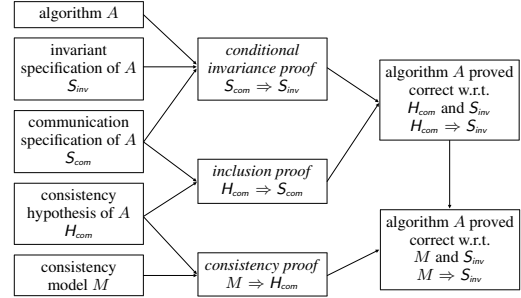 algorithm A
invariant
specification of A
S_inv
communication
specification of A
S_com
consistency
hypothesis of A
H_com
consistency
model M
conditional
invariance proof
S_com ⇒ S_inv
inclusion proof
H_com ⇒ S_com
consistency proof
M ⇒ H_com
algorithm A proved
correct w.r.t.
H_com and S_inv
H_com ⇒ S_inv
algorithm A proved
correct w.r.t.
M and S_inv
M ⇒ S_inv